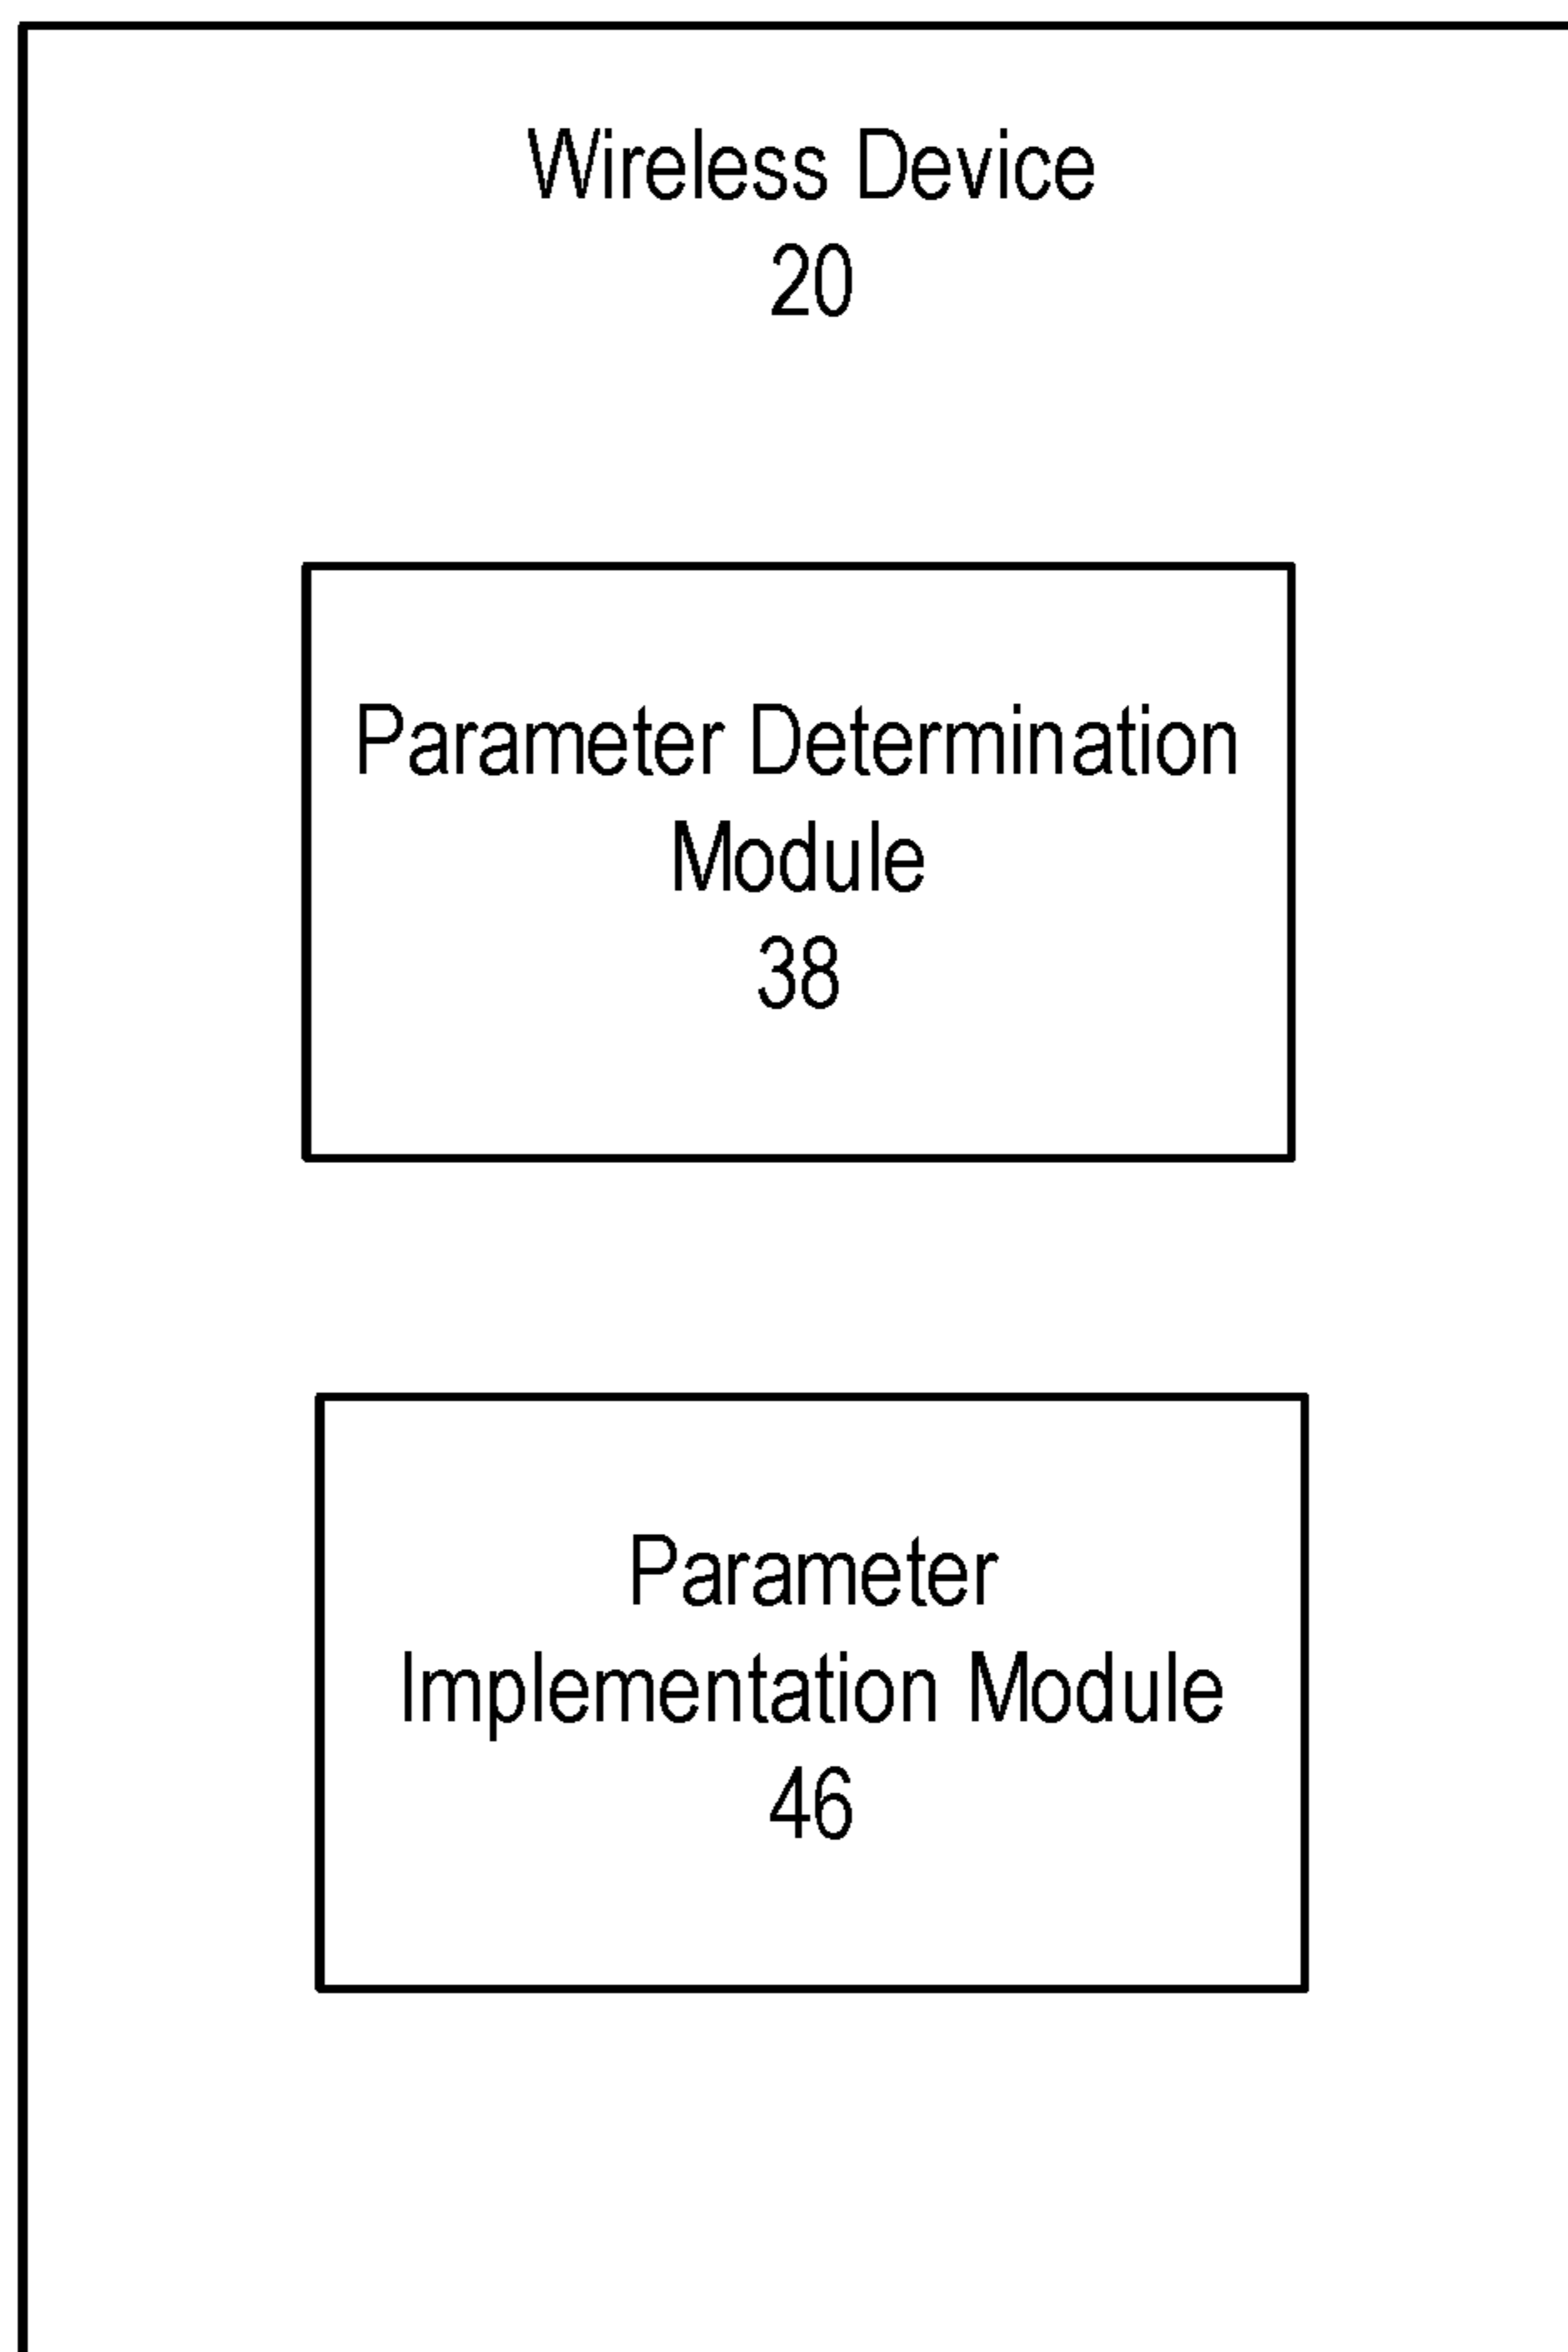 Wireless Device
20
Parameter Determination
Module
38
Parameter
Implementation Module
46